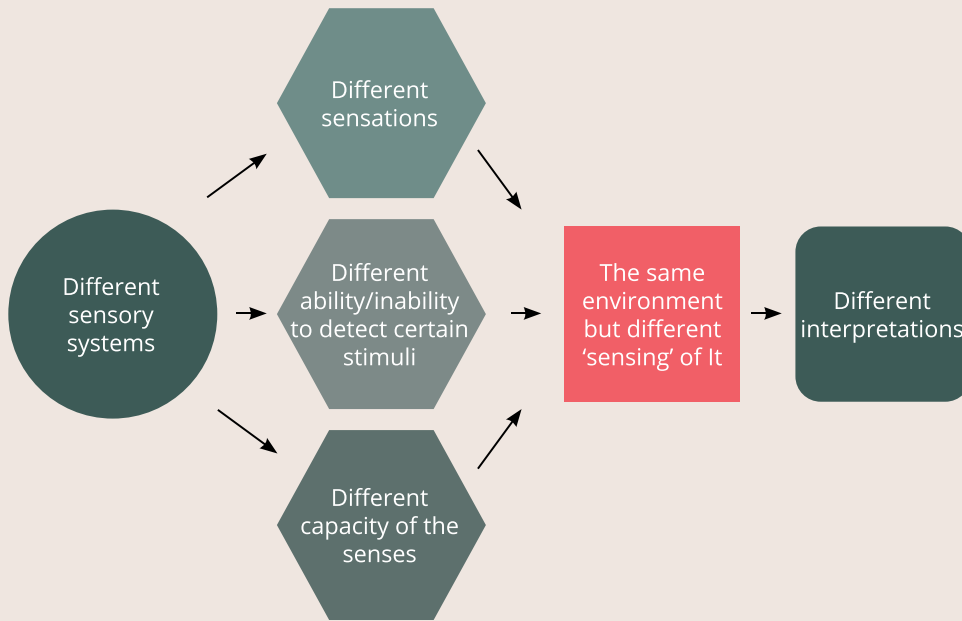 Different
sensations
Different
sensory
systems
Different
ability/inability
to detect certain
stimuli
The same
environment
but different
‘sensing’ of It
Different
interpretations
Different
capacity of the
senses